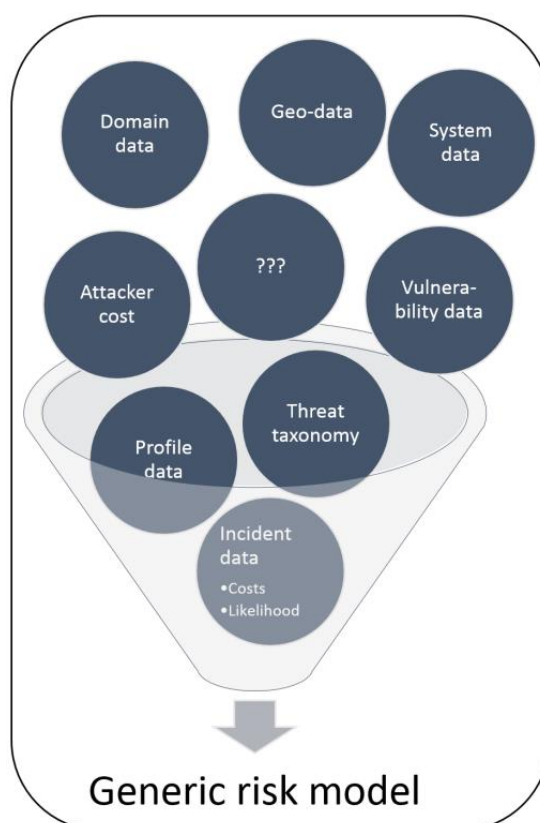 Domain
data
Geo-data
System
data
???
Attacker
cost
Vulnera-
bility data
Threat
taxonomy
Profile
data
Incident
data
•Costs
•Likelihood
Generic risk model